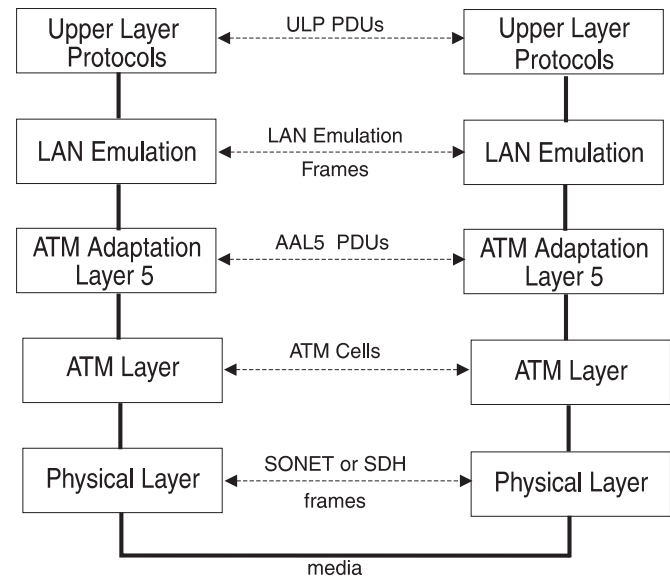 Upper Layer
Protocols
ULP PDUs
Upper Layer
Protocols
LAN Emulation
LAN Emulation
Frames
LAN Emulation
ATM Adaptation
Layer 5
AAL5 PDUs
ATM Adaptation
Layer 5
ATM Layer
ATM Cells
ATM Layer
Physical Layer
SONET or SDH
frames
Physical Layer
media